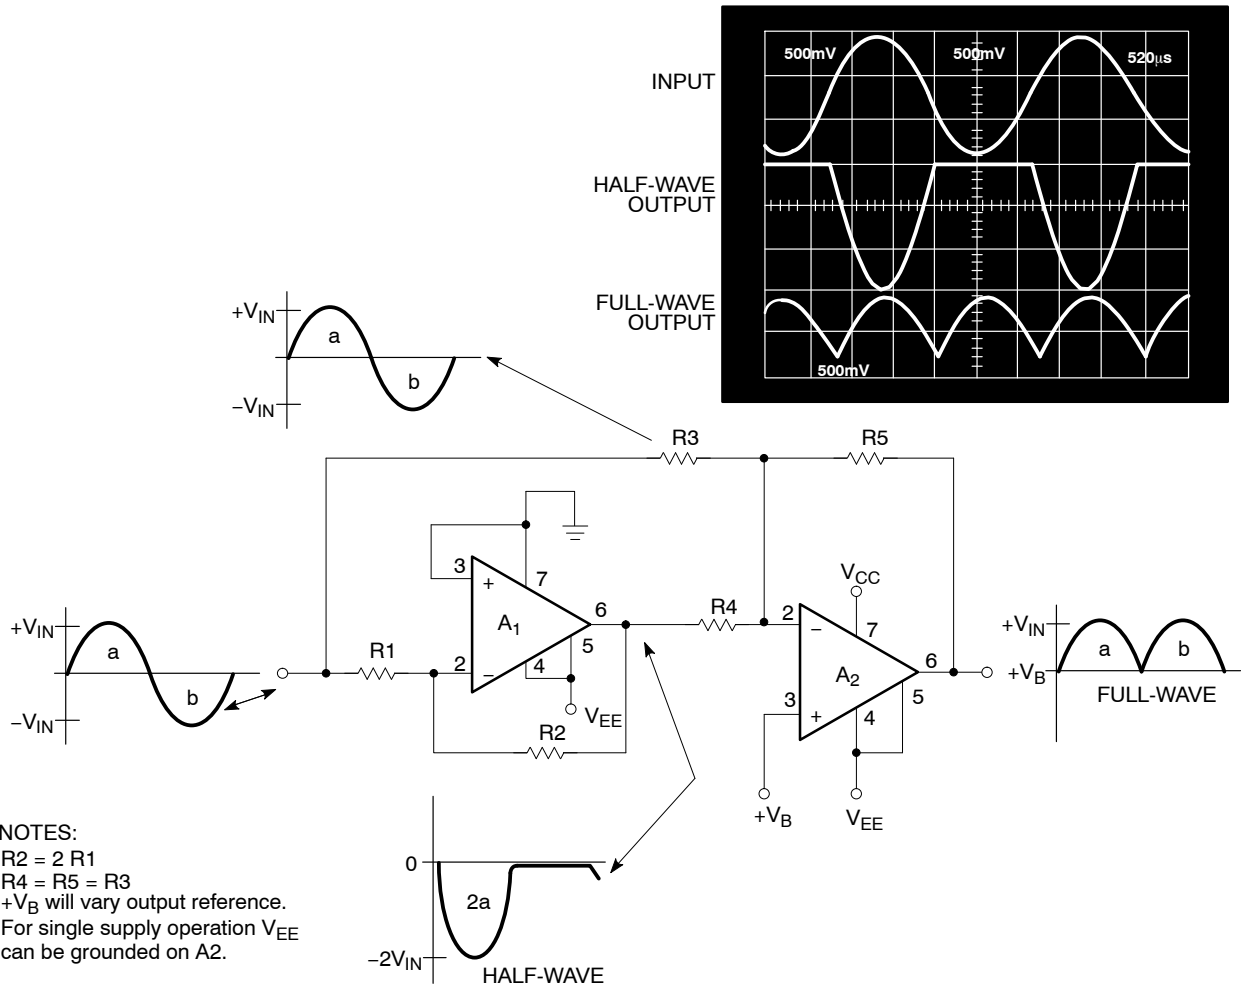 500mV
500mV
520μs
INPUT
HALF-WAVE
OUTPUT
FULL-WAVE
OUTPUT
500mV
+VIN
a
b
−VIN
R3
R5
3
+
7
A1
6
5
4
2
−
VEE
R1
R2
R4
+VIN
a
b
−VIN
VCC
2
−
7
A2
6
5
3
+
4
+VB
VEE
+VIN
a
b
+VB
FULL-WAVE
0
2a
−2VIN
HALF-WAVE
NOTES:
R2 = 2 R1
R4 = R5 = R3
+VB will vary output reference.
For single supply operation VEE
can be grounded on A2.